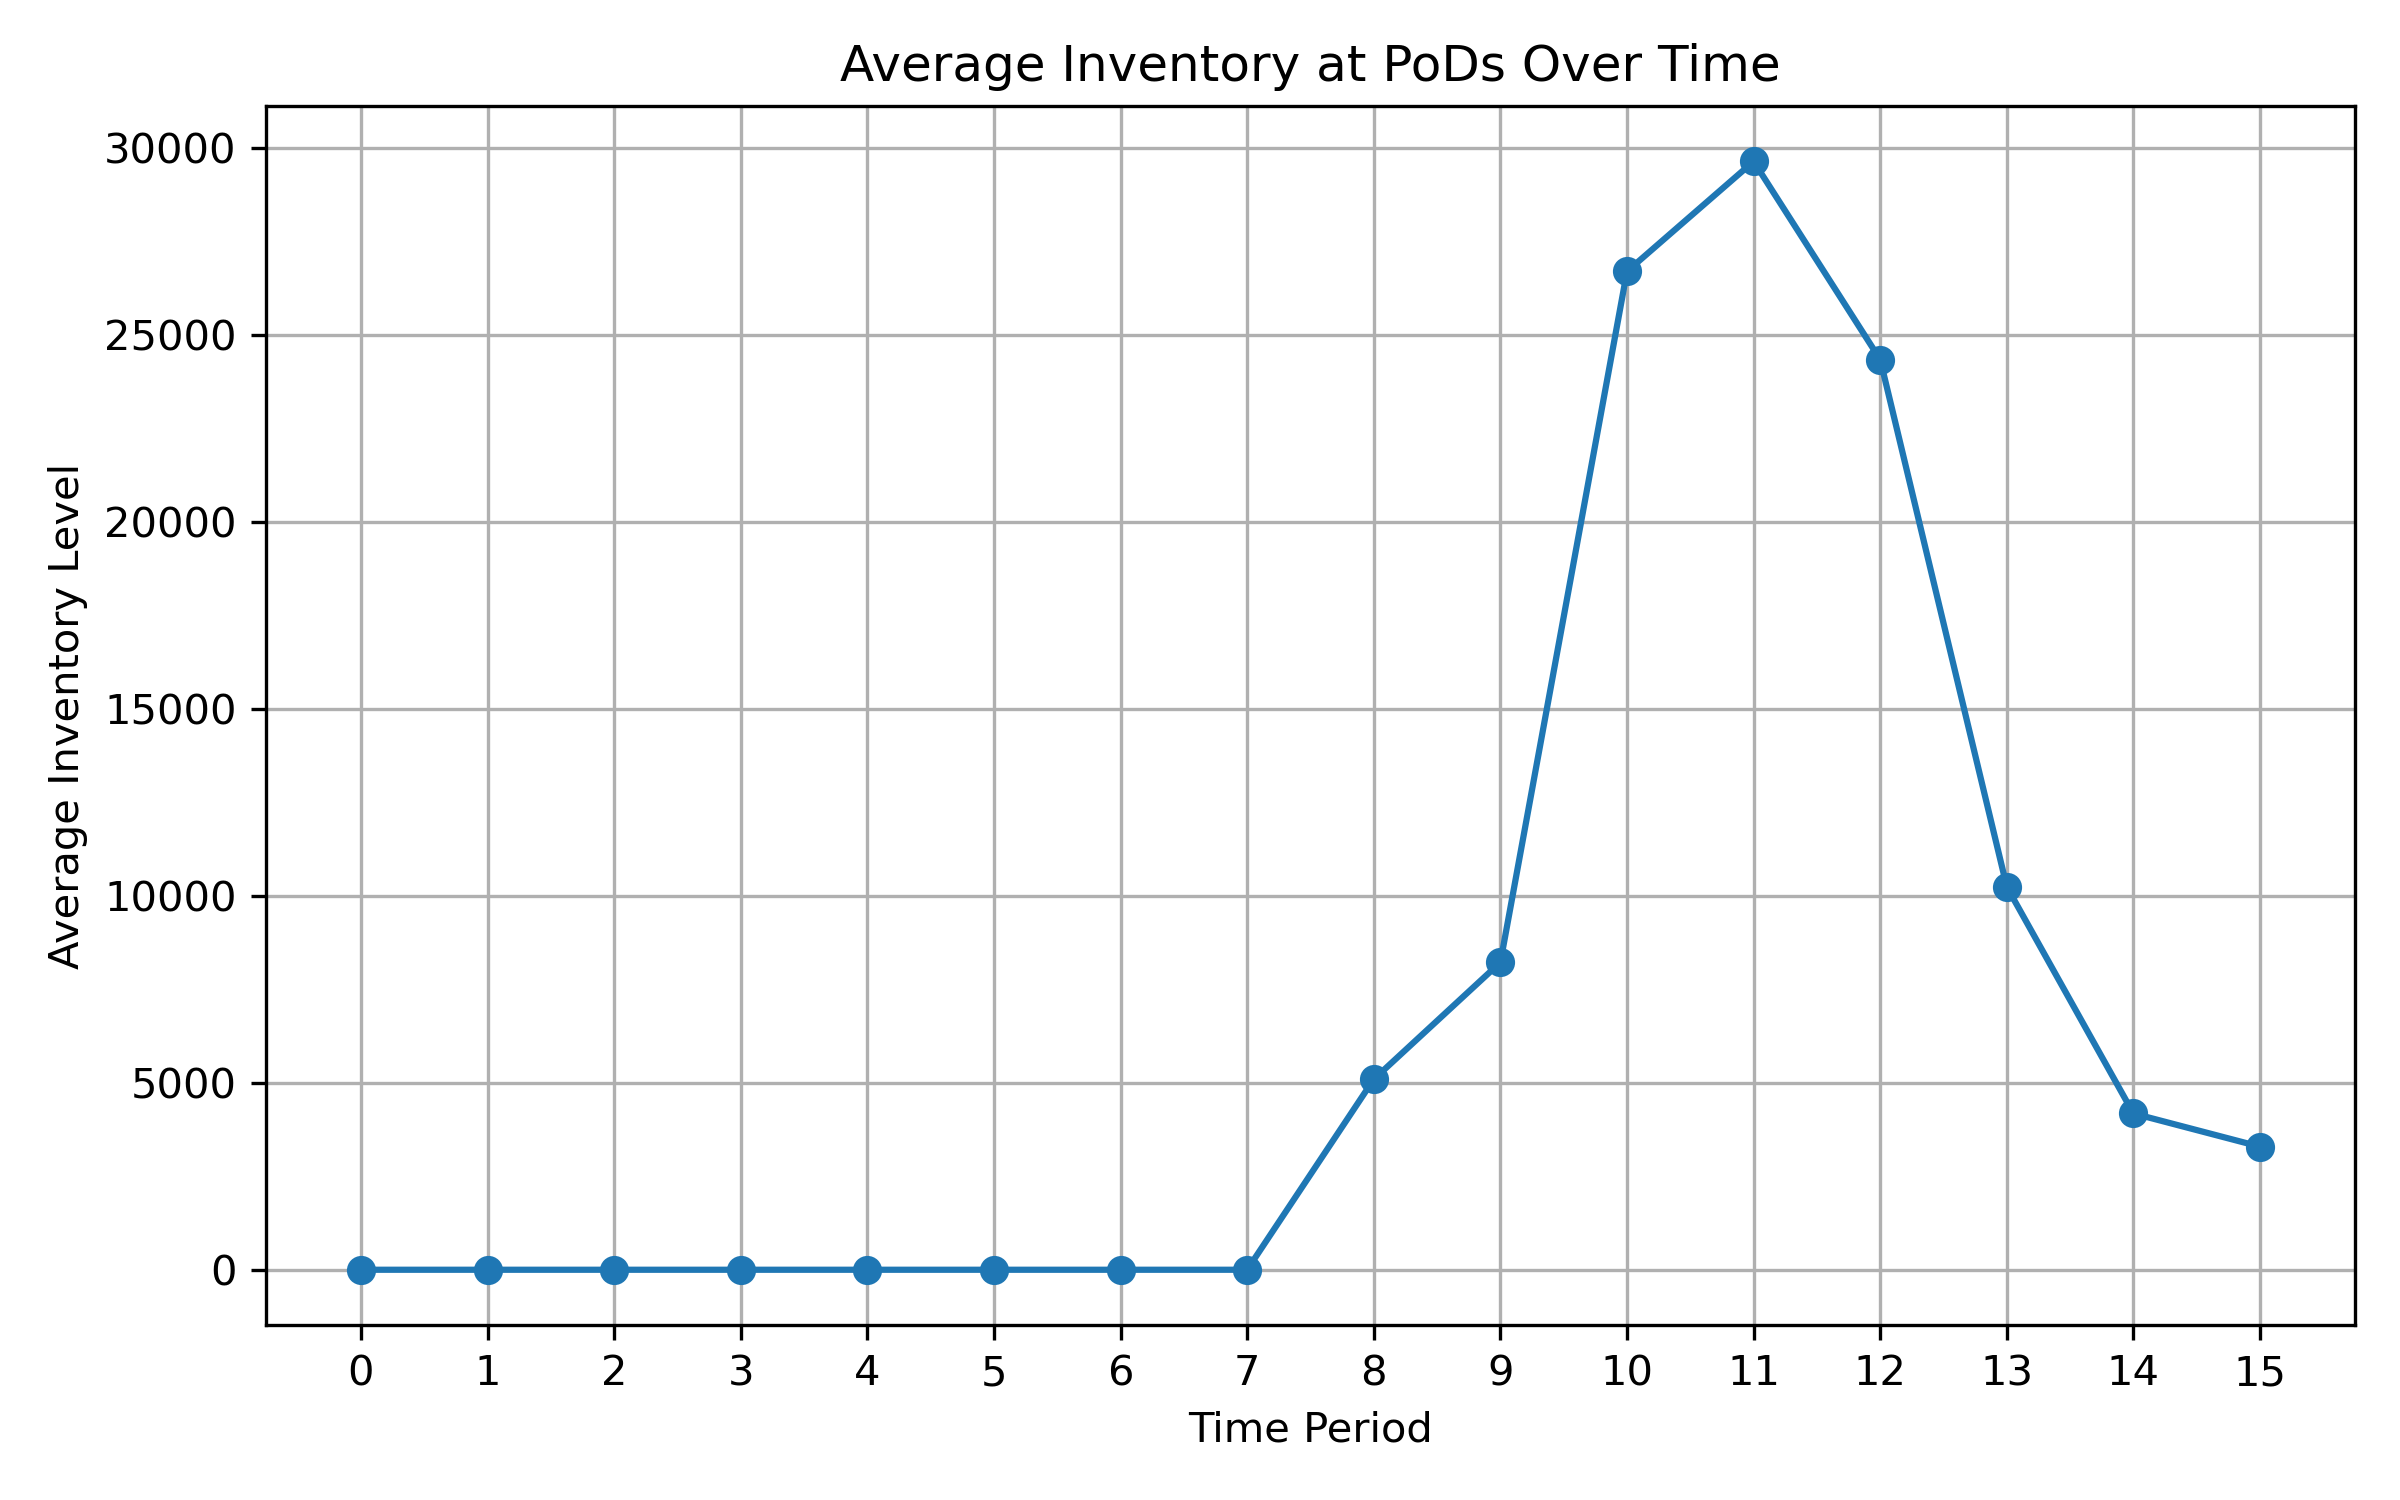 Average Inventory at PoDs Over Time
Average Inventory Level
30000
25000
20000
15000
10000
5000
0
0 1 2 3 4 5 6 7 8 9 10 11 12 13 14 15
Time Period